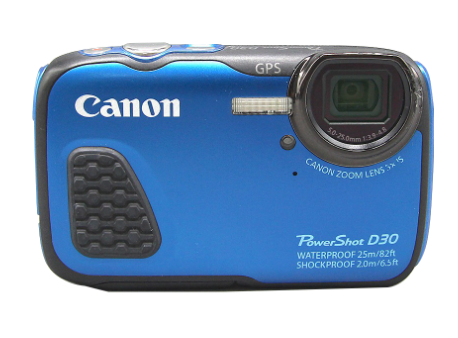 GPS
Canon
5.0-25.0mm 1:3.9-4.8
CANON ZOOM LENS 5x IS
PowerShot D30
WATERPROOF 25m/82ft
SHOCKPROOF 2.0m/6.5ft